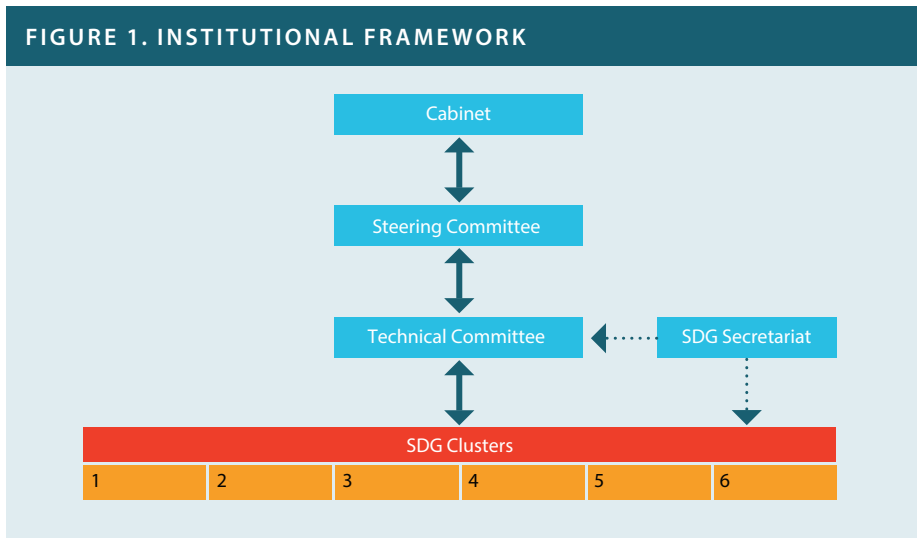 FIGURE 1. INSTITUTIONAL FRAMEWORK
Cabinet
Steering Committee
Technical Committee
SDG Secretariat
SDG Clusters
1
2
3
4
5
6